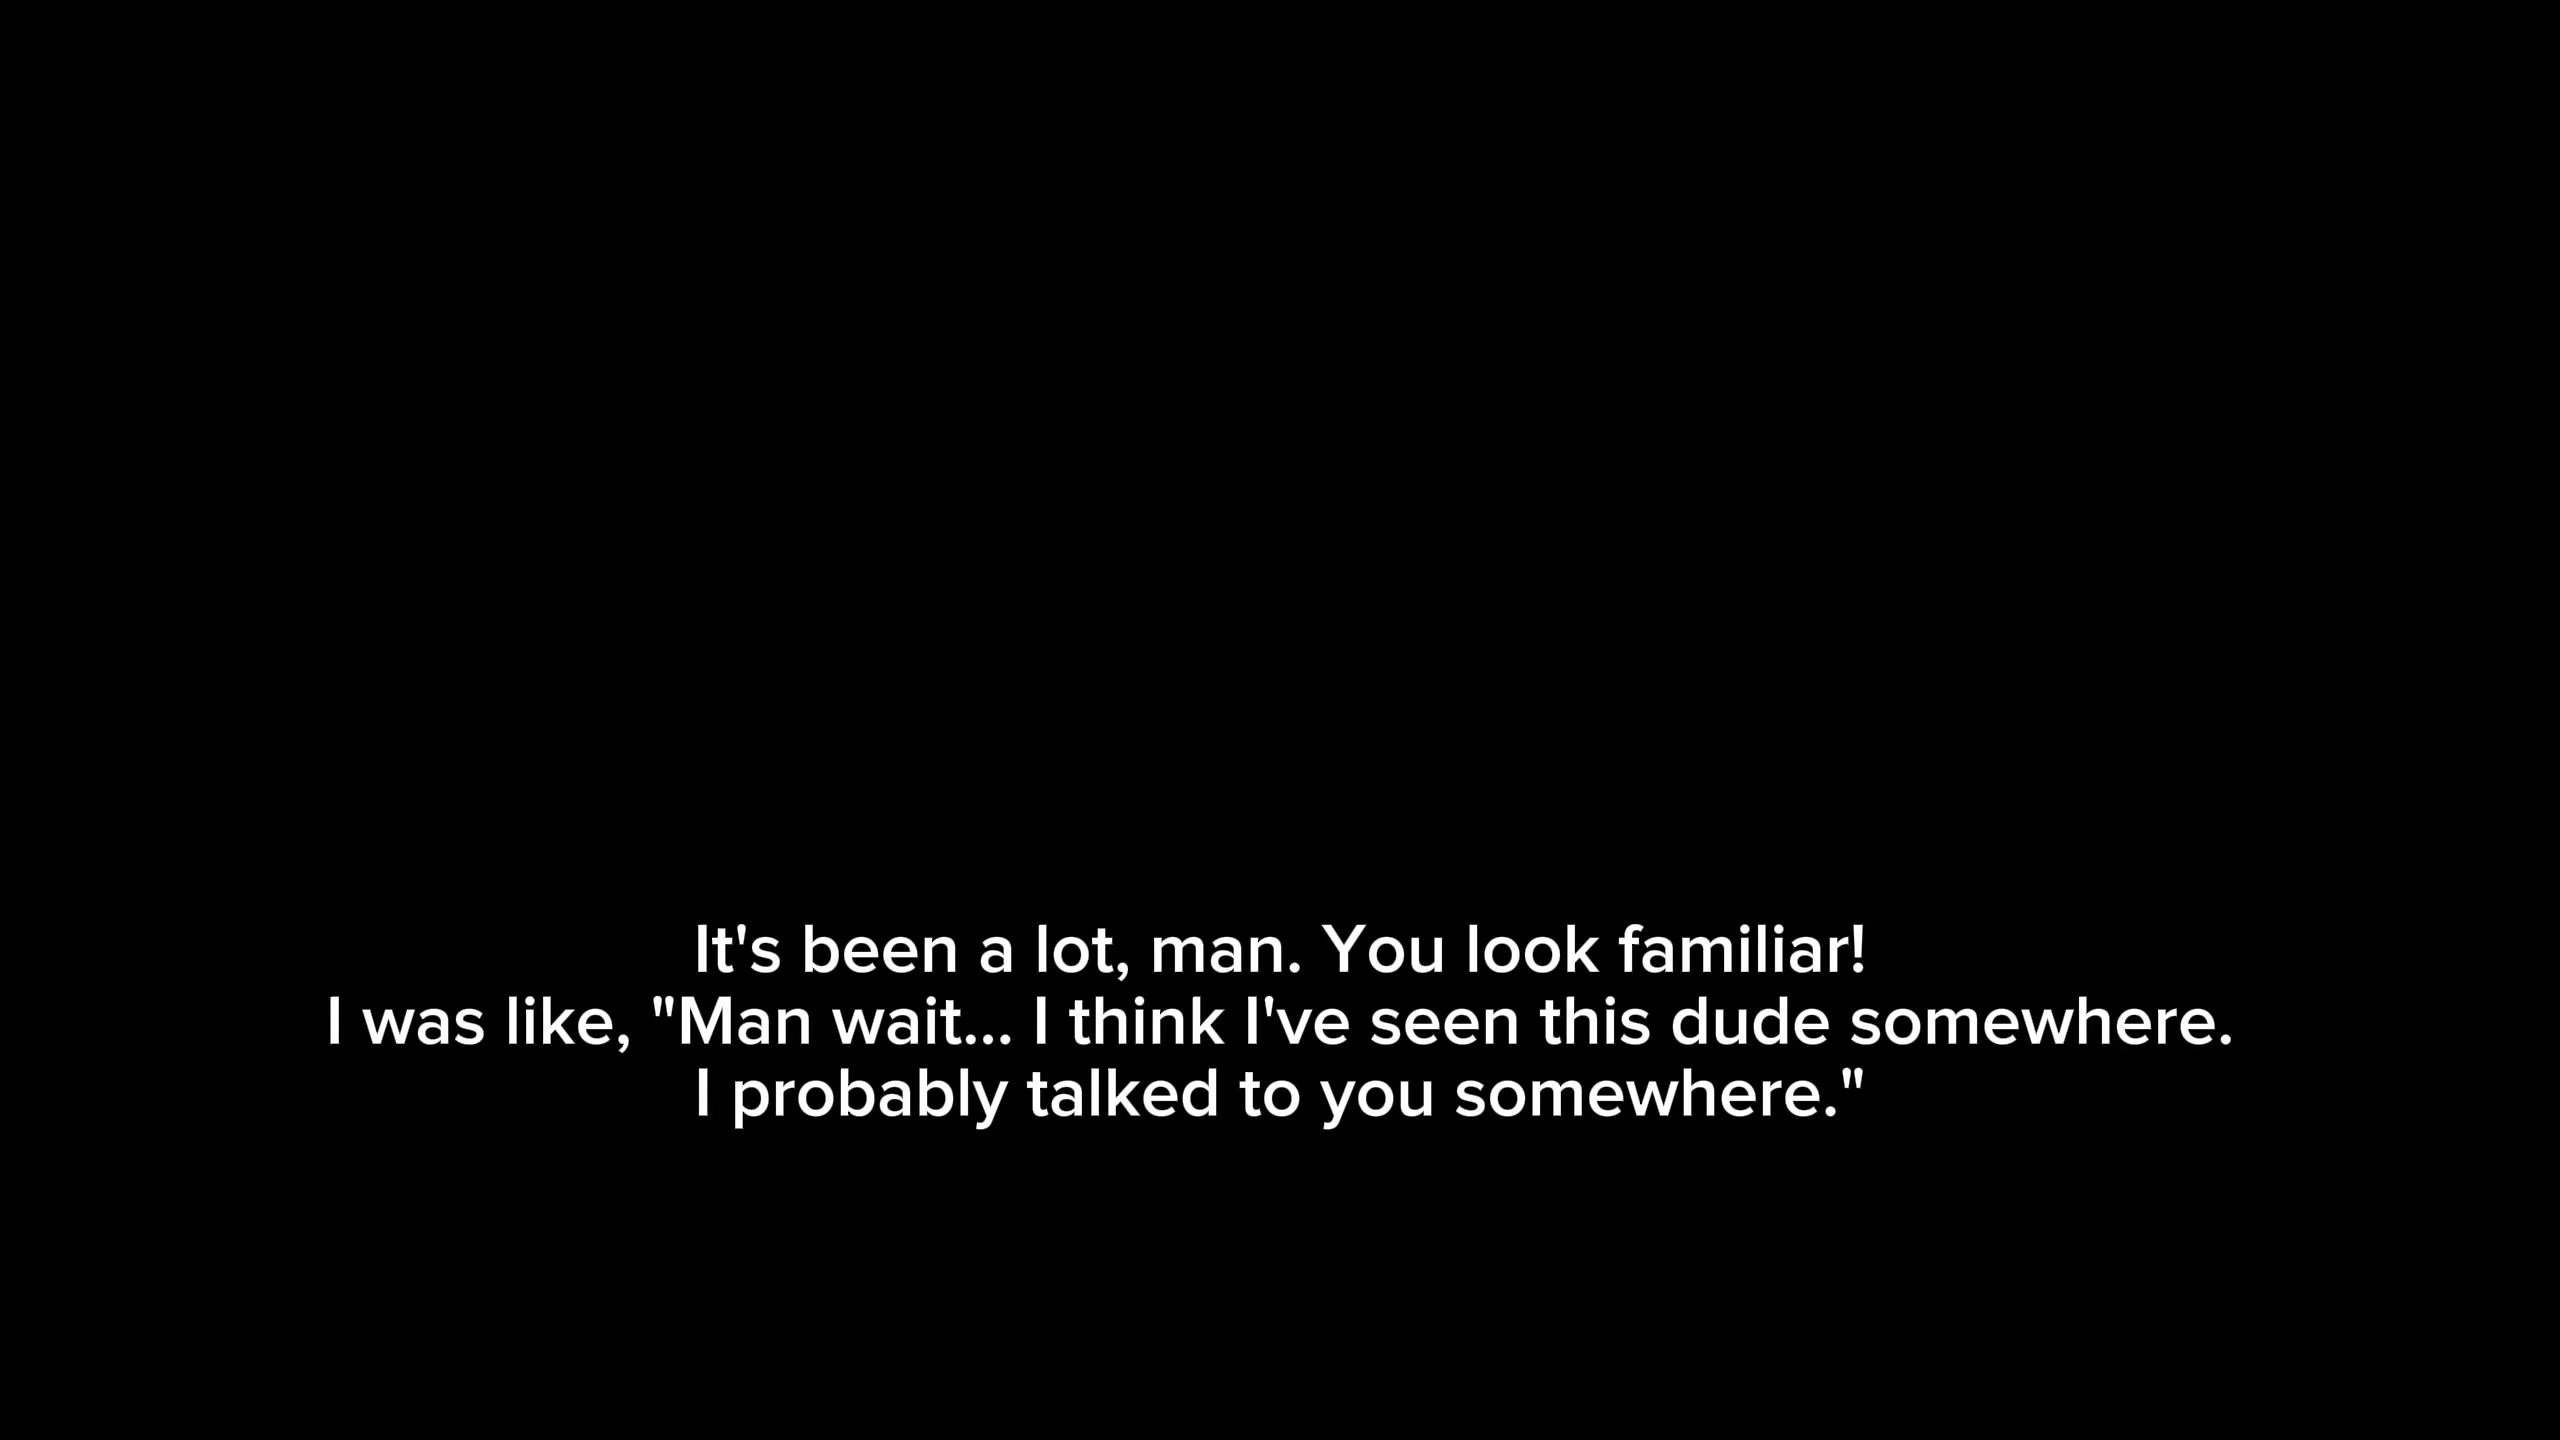 It's been a lot, man. You look familiar!
I was like, "Man wait... I think I've seen this dude somewhere.
I probably talked to you somewhere."